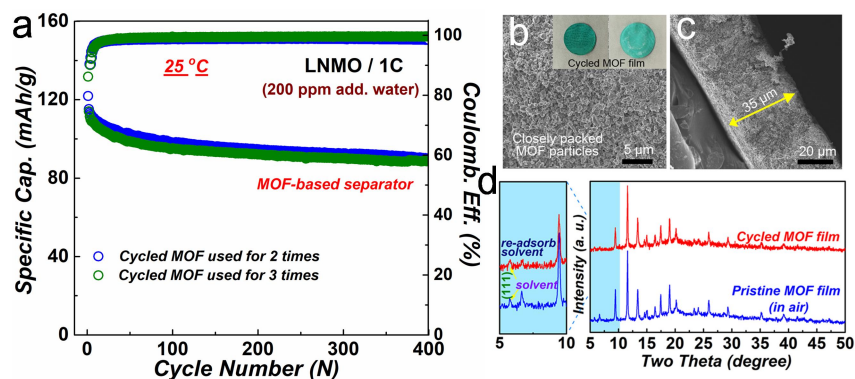 a
160
120
80
40
0
Specific Cap. (mAh/g)
25 °C
LNMO / 1C
(200 ppm add. water)
MOF-based separator
Cycled MOF used for 2 times
Cycled MOF used for 3 times
0
100
200
300
400
Cycle Number (N)
100
80
60
40
20
0
Coulomb. Eff. (%)
b
Cycled MOF film
Closely packed
MOF particles
5 μm
c
35 μm
20 μm
d
re-adsorb
solvent
(111)
solvent
5
10
Intensity (a. u.)
Cycled MOF film
Pristine MOF film
(in air)
5
10
15
20
25
30
35
40
45
50
Two Theta (degree)